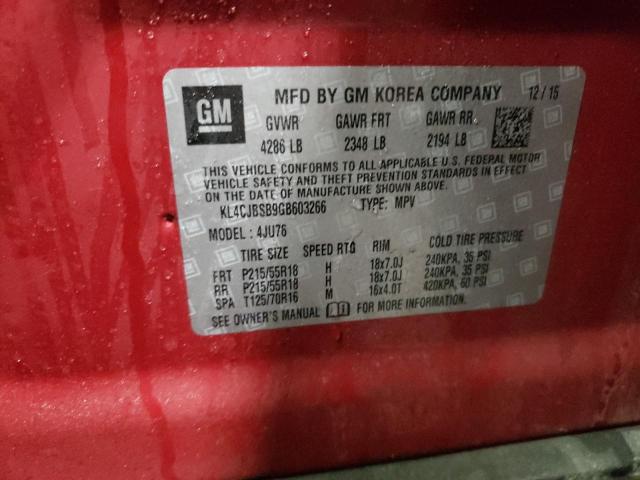 GM MFD BY GM KOREA COMPANY 12/15
GVWR GAWR FRT GAWR RR
4286 LB 2348 LB 2194 LB
THIS VEHICLE CONFORMS TO ALL APPLICABLE U.S. FEDERAL MOTOR
VEHICLE SAFETY AND THEFT PREVENTION STANDARDS IN EFFECT
ON THE DATE OF MANUFACTURE SHOWN ABOVE.
KL4CJBSB9GB603266 TYPE: MPV
MODEL: 4JU76
TIRE SIZE SPEED RTG RIM COLD TIRE PRESSURE
FRT P215/55R18 H 18x7.0J 240KPA, 35 PSI
RR P215/55R18 H 18x7.0J 240KPA, 35 PSI
SPA T125/70R16 M 16x4.0T 420KPA, 60 PSI
SEE OWNER'S MANUAL FOR MORE INFORMATION.